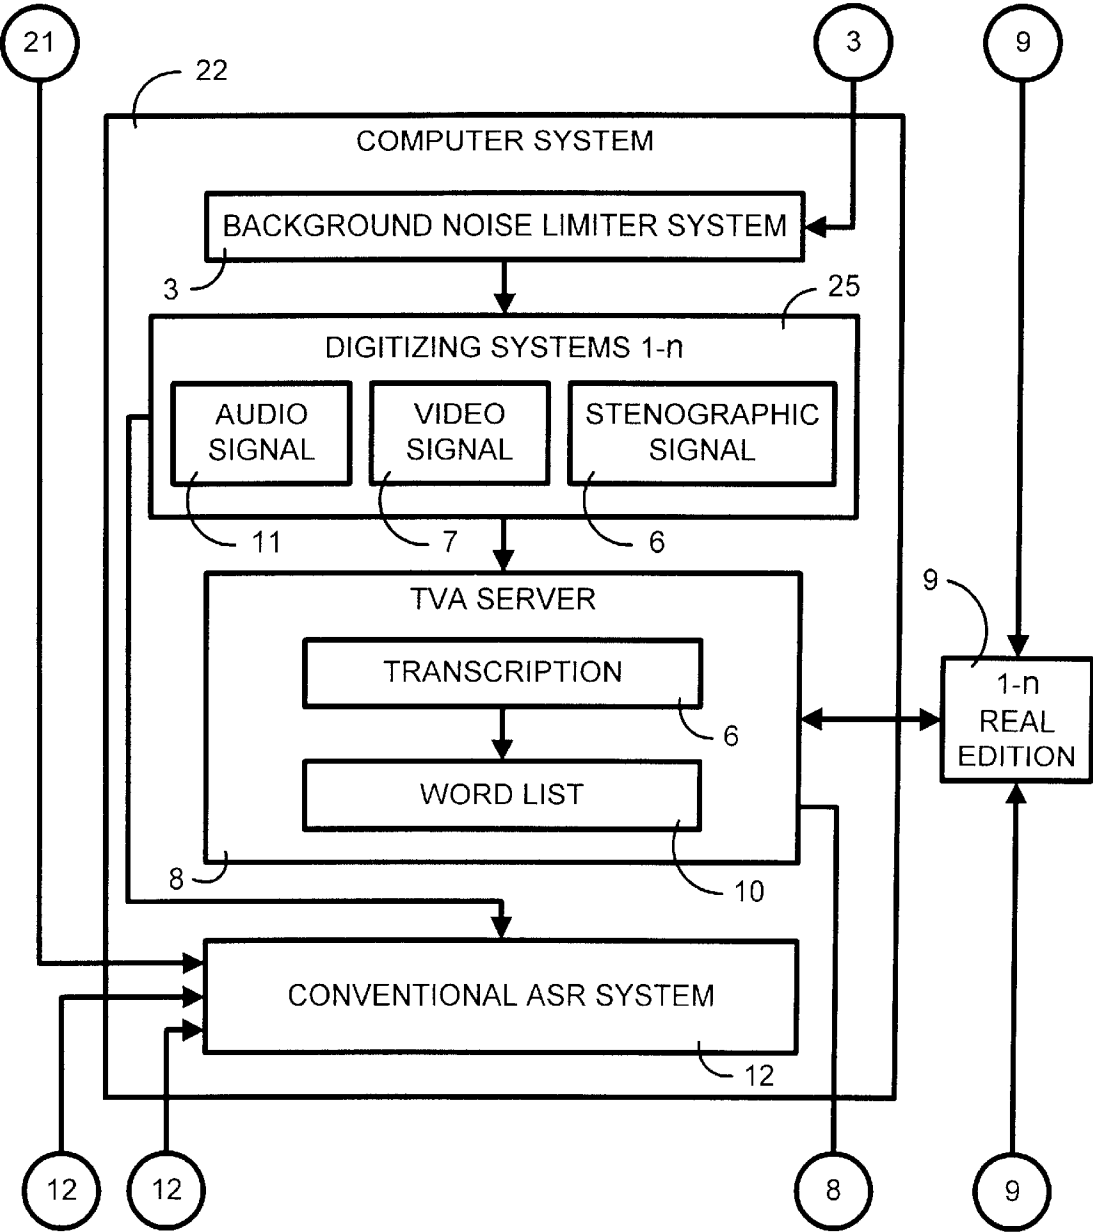 21
3
9
22
COMPUTER SYSTEM
BACKGROUND NOISE LIMITER SYSTEM
3
25
DIGITIZING SYSTEMS 1-n
AUDIO
SIGNAL
VIDEO
SIGNAL
STENOGRAPHIC
SIGNAL
11
7
6
TVA SERVER
9
TRANSCRIPTION
6
1-n
REAL
EDITION
WORD LIST
8
10
CONVENTIONAL ASR SYSTEM
12
12
12
8
9